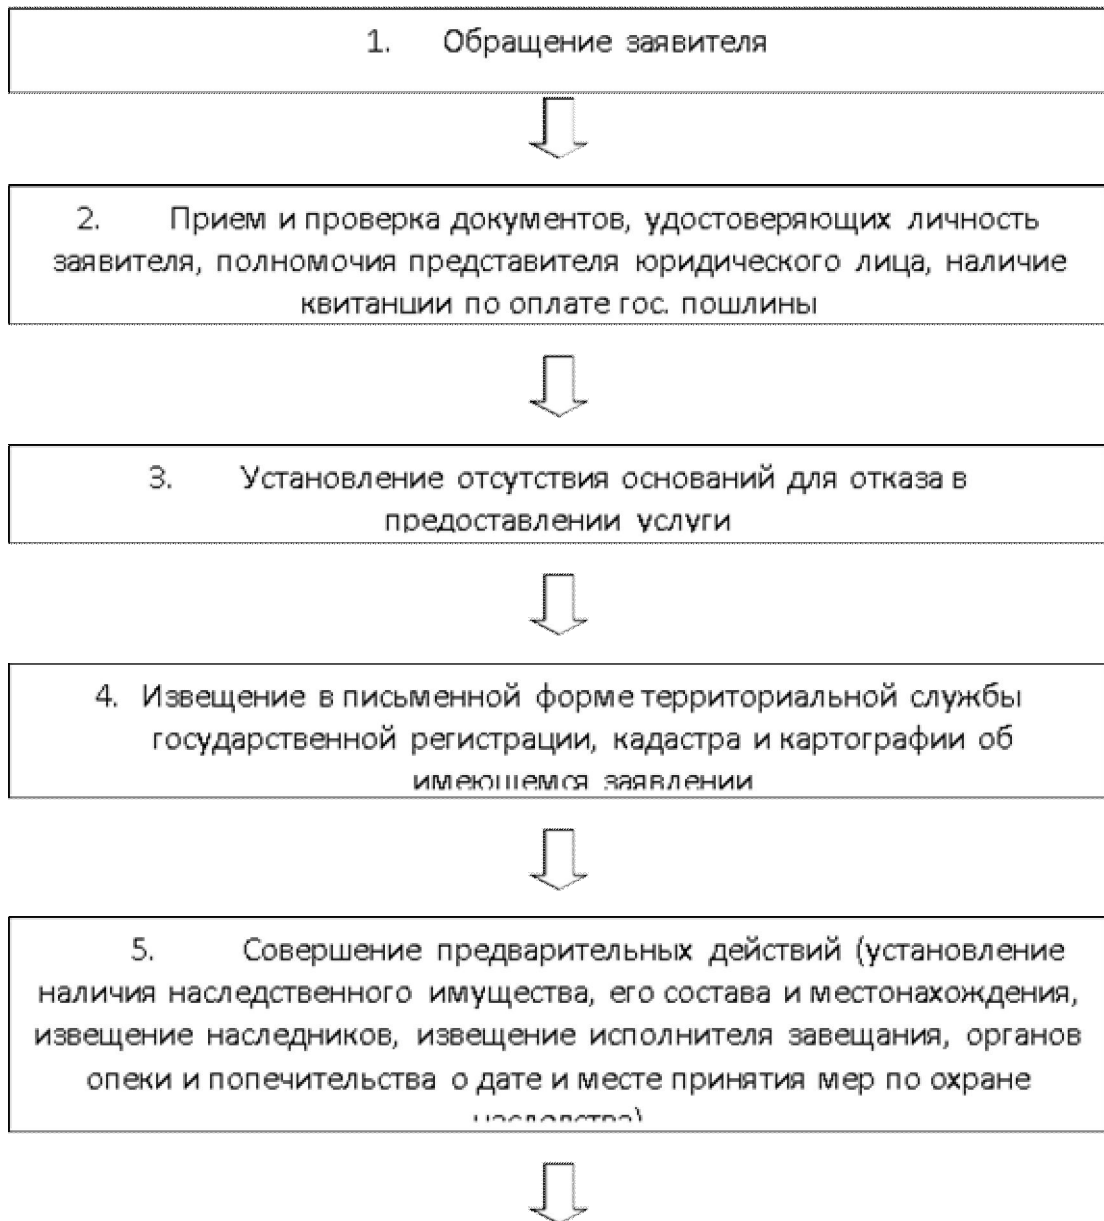 1. Обращение заявителя
2. Прием и проверка документов, удостоверяющих личность
заявителя, полномочия представителя юридического лица, наличие
квитанции по оплате гос. пошлины
3. Установление отсутствия оснований для отказа в
предоставлении услуги
4. Извещение в письменной форме территориальной службы
государственной регистрации, кадастра и картографии об
имеющемся заявлении
5. Совершение предварительных действий (установление
наличия наследственного имущества, его состава и местонахождения,
извещение наследников, извещение исполнителя завещания, органов
опеки и попечительства о дате и месте принятия мер по охране
наследства)